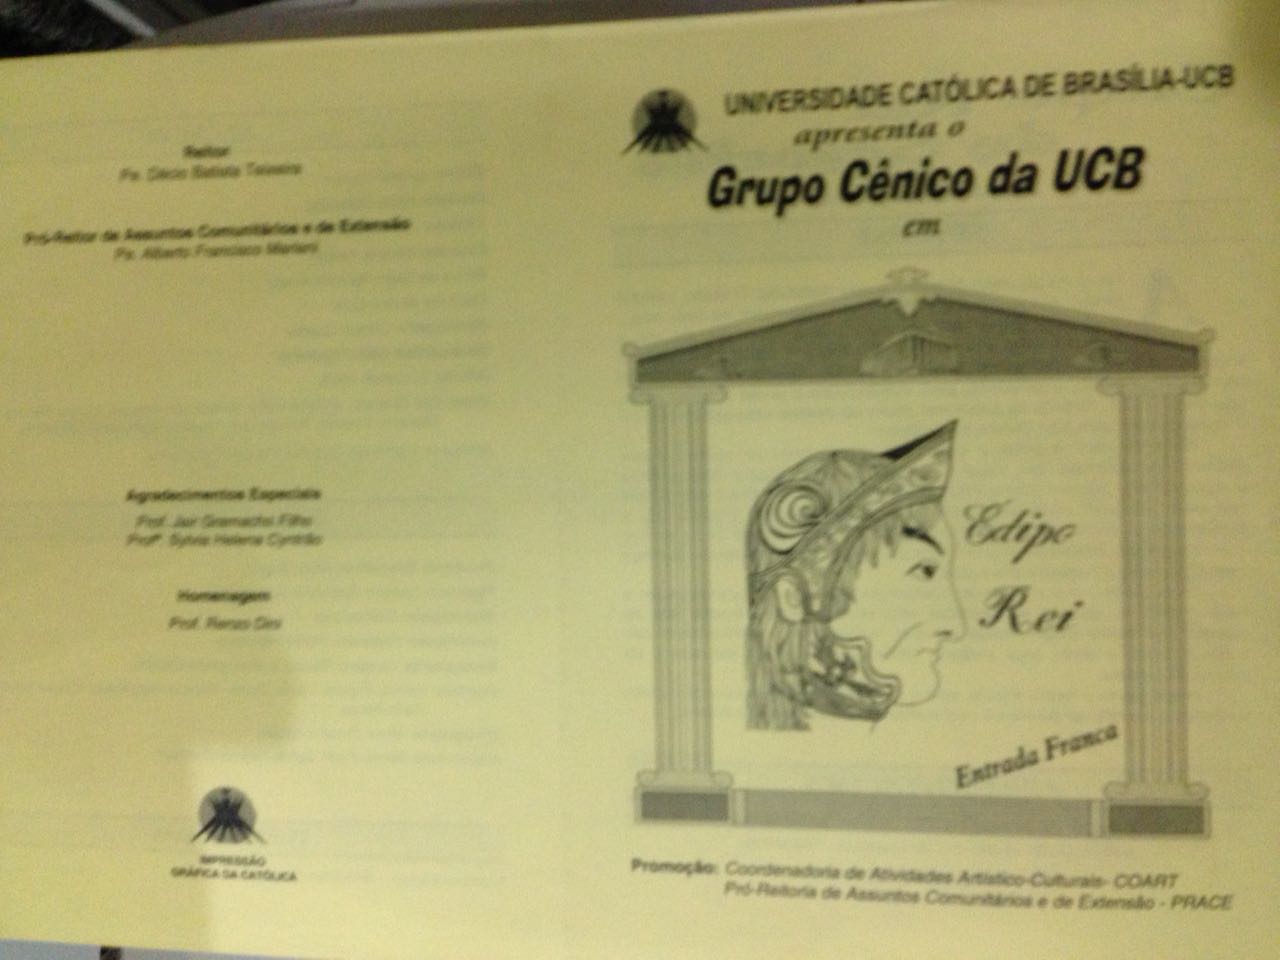 Reitor
Pe. Décio Batista Teixeira
Pró-Reitor de Assuntos Comunitários e de Extensão
Pe. Alberto Francisco Mariani
Agradecimentos Especiais
Prof. Jair Gramacho Filho
Profª Sylvia Helena Cyntrão
Homenagem
Prof. Renzo Dini
IMPRESSÃO
GRÁFICA DA CATÓLICA
UNIVERSIDADE CATÓLICA DE BRASÍLIA-UCB
apresenta o
Grupo Cênico da UCB
em
Edipo
Rei
Entrada Franca
Promoção: Coordenadoria de Atividades Artístico-Culturais- COART
Pró-Reitoria de Assuntos Comunitários e de Extensão - PRACE